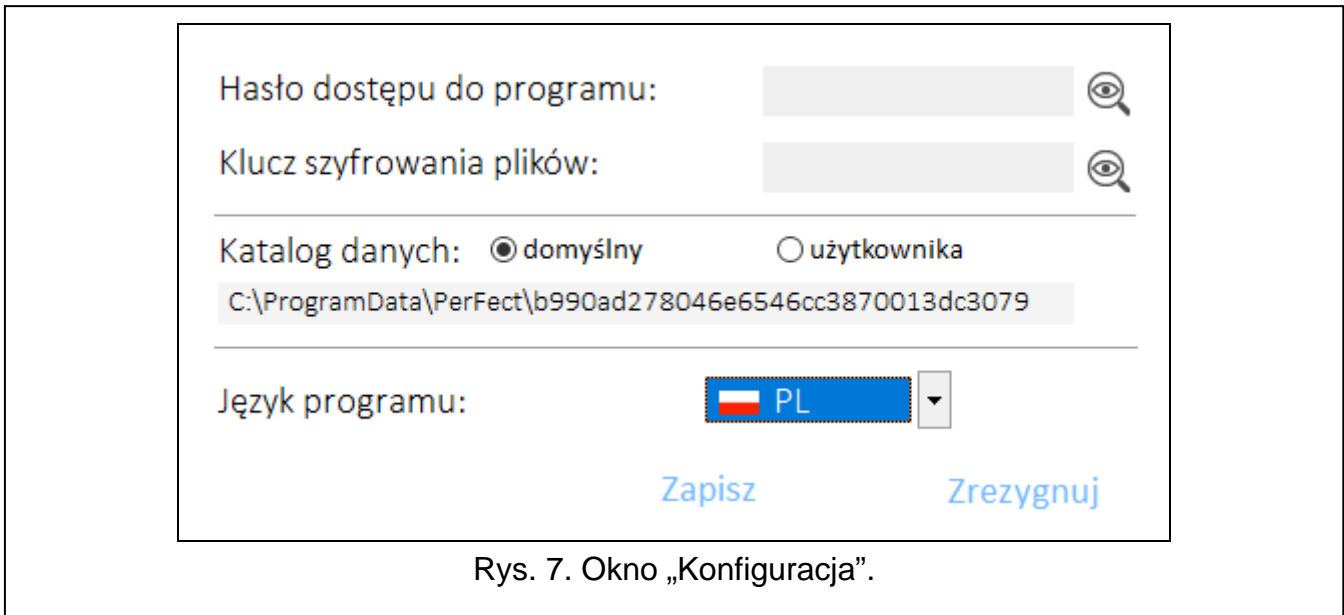 Hasło dostępu do programu:
Klucz szyfrowania plików:
Katalog danych: domyślny użytkownika
C:\ProgramData\PerFect\b990ad278046e6546cc3870013dc3079
Język programu: PL
Zapisz Zrezygnuj
Rys. 7. Okno „Konfiguracja”.